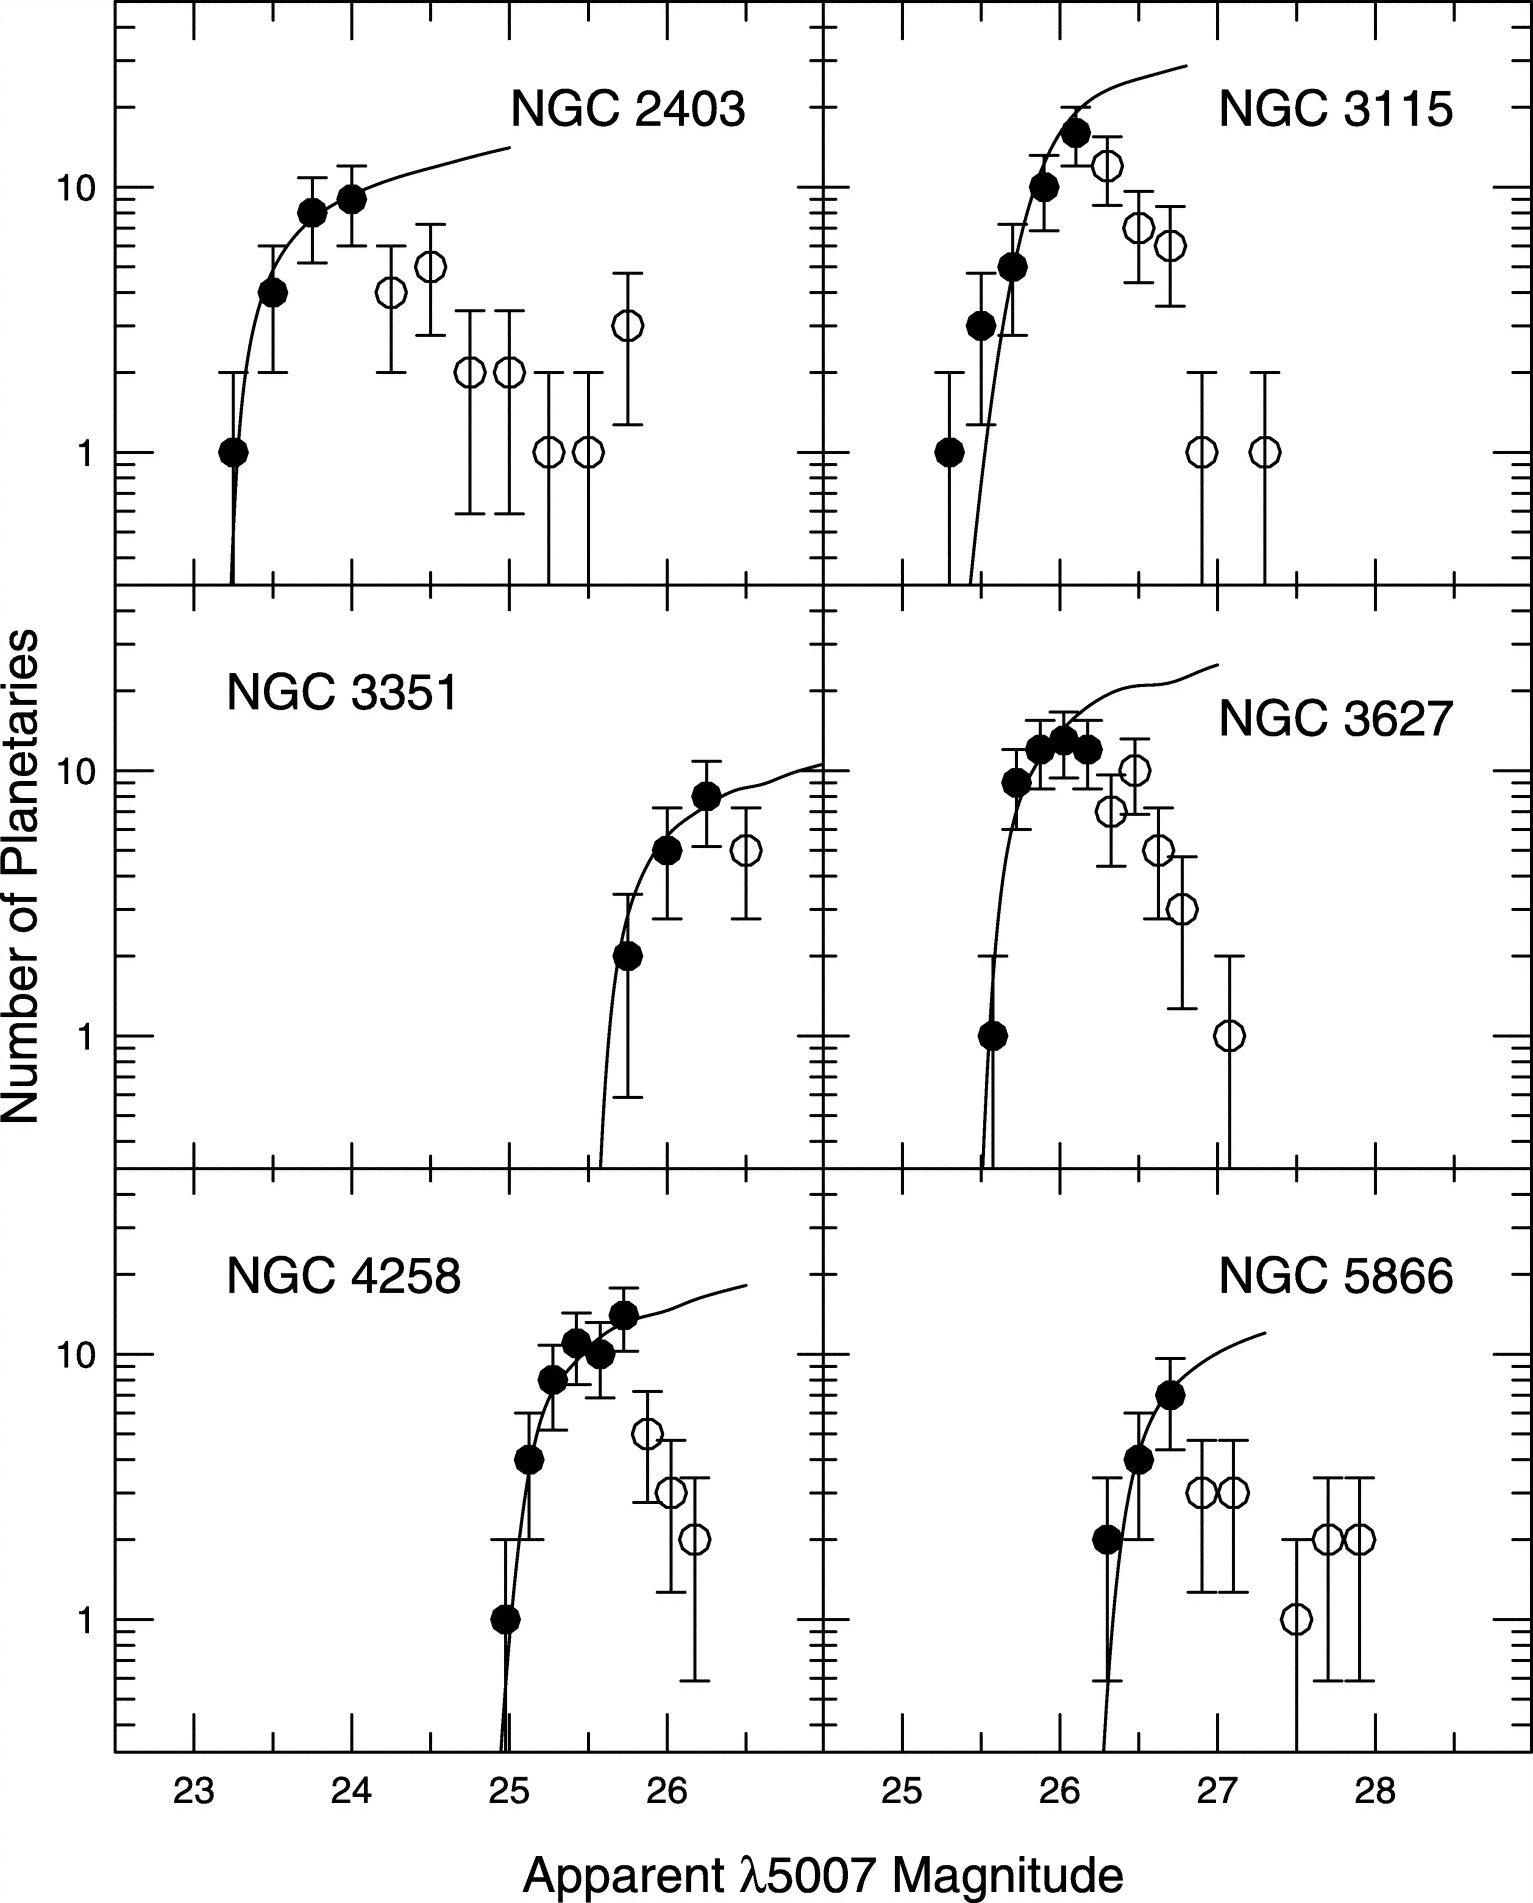 NGC 2403
NGC 3115
10
1
NGC 3351
NGC 3627
10
1
NGC 4258
NGC 5866
10
1
23 24 25 26 25 26 27 28
Number of Planetaries
Apparent λ5007 Magnitude